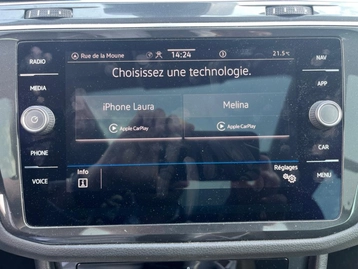 Rue de la Moune
14:24
21.5°C
Choisissez une technologie.
iPhone Laura
Melina
Apple CarPlay
Apple CarPlay
Info
Réglages
RADIO
MEDIA
PHONE
VOICE
NAV
APP
CAR
MENU